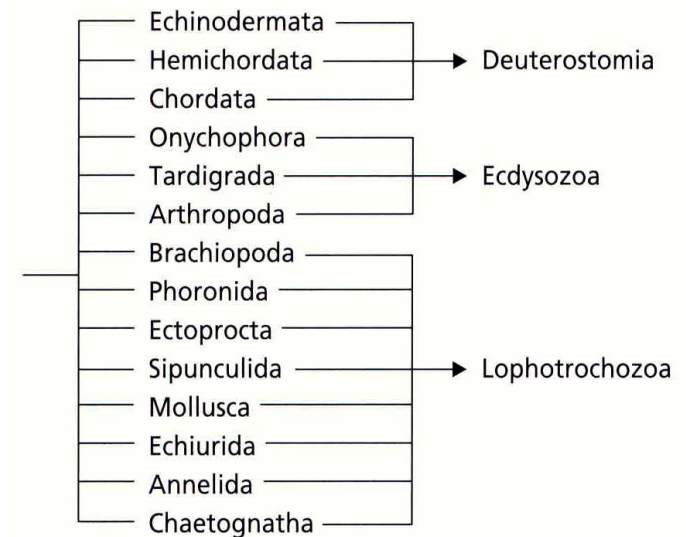 Echinodermata
Hemichordata
Deuterostomia
Chordata
Onychophora
Tardigrada
Ecdysozoa
Arthropoda
Brachiopoda
Phoronida
Ectoprocta
Sipunculida
Lophotrochozoa
Mollusca
Echiurida
Annelida
Chaetognatha